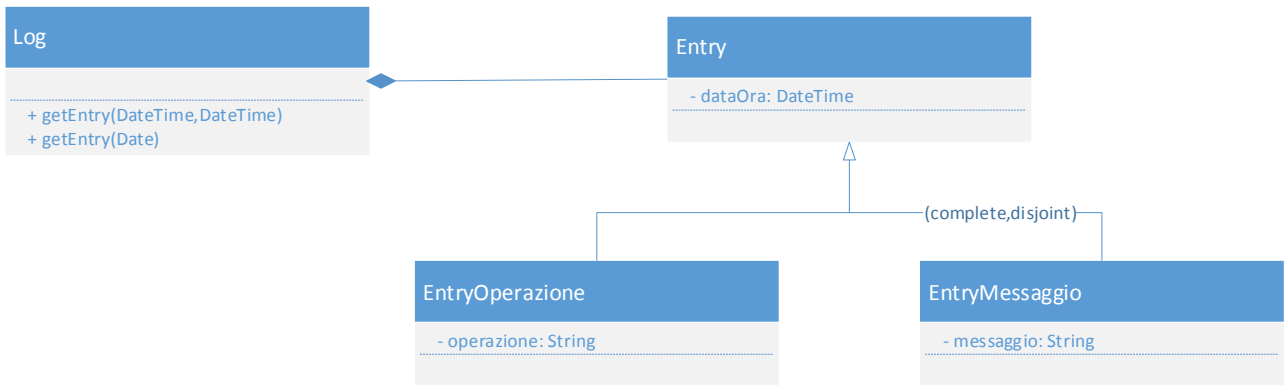 Log
+ getEntry(DateTime,DateTime)
+ getEntry(Date)
Entry
- dataOra: DateTime
(complete,disjoint)
EntryOperazione
- operazione: String
EntryMessaggio
- messaggio: String